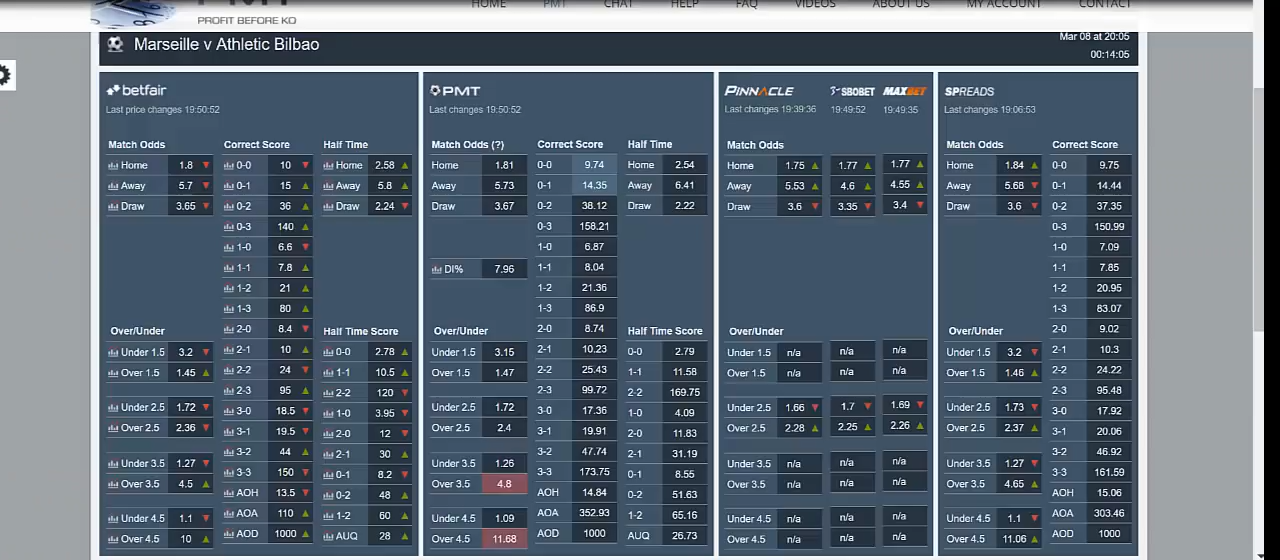 HOME PMT CHAT HELP FAQ VIDEOS ABOUT US MY ACCOUNT CONTACT
PMT
PROFIT BEFORE KO
Marseille v Athletic Bilbao
Mar 08 at 20:05
00:14:05
betfair
Last price changes 19:50:52
Match Odds
Home 1.8
Away 5.7
Draw 3.65
Over/Under
Under 1.5 3.2
Over 1.5 1.45
Under 2.5 1.72
Over 2.5 2.36
Under 3.5 1.27
Over 3.5 4.5
Under 4.5 1.1
Over 4.5 10
Correct Score
0-0 10
0-1 15
0-2 36
0-3 140
1-0 6.6
1-1 7.8
1-2 21
1-3 80
2-0 8.4
2-1 10
2-2 24
2-3 95
3-0 18.5
3-1 19.5
3-2 44
3-3 150
AOH 13.5
AOA 110
AOD 1000
Half Time
Home 2.58
Away 5.8
Draw 2.24
Half Time Score
0-0 2.78
1-1 10.5
2-2 120
1-0 3.95
2-0 12
2-1 30
0-1 8.2
0-2 48
1-2 60
AUQ 28
PMT
Last changes 19:50:52
Match Odds (?)
Home 1.81
Away 5.73
Draw 3.67
DI% 7.96
Over/Under
Under 1.5 3.15
Over 1.5 1.47
Under 2.5 1.72
Over 2.5 2.4
Under 3.5 1.26
Over 3.5 4.8
Under 4.5 1.09
Over 4.5 11.68
Correct Score
0-0 9.74
0-1 14.35
0-2 38.12
0-3 158.21
1-0 6.87
1-1 8.04
1-2 21.36
1-3 86.9
2-0 8.74
2-1 10.23
2-2 25.43
2-3 99.72
3-0 17.36
3-1 19.91
3-2 47.74
3-3 173.75
AOH 14.84
AOA 352.93
AOD 1000
Half Time
Home 2.54
Away 6.41
Draw 2.22
Half Time Score
0-0 2.79
1-1 11.58
2-2 169.75
1-0 4.09
2-0 11.83
2-1 31.19
0-1 8.55
0-2 51.63
1-2 65.16
AUQ 26.73
PINNACLE SBOBET MAXBET
Last changes 19:39:36 19:49:52 19:49:35
Match Odds
Home 1.75 1.77 1.77
Away 5.53 4.6 4.55
Draw 3.6 3.35 3.4
Over/Under
Under 1.5 n/a n/a n/a
Over 1.5 n/a n/a n/a
Under 2.5 1.66 1.7 1.69
Over 2.5 2.28 2.25 2.26
Under 3.5 n/a n/a n/a
Over 3.5 n/a n/a n/a
Under 4.5 n/a n/a n/a
Over 4.5 n/a n/a n/a
SPREADS
Last changes 19:06:53
Match Odds
Home 1.84
Away 5.68
Draw 3.6
Over/Under
Under 1.5 3.2
Over 1.5 1.46
Under 2.5 1.73
Over 2.5 2.37
Under 3.5 1.27
Over 3.5 4.65
Under 4.5 1.1
Over 4.5 11.06
Correct Score
0-0 9.75
0-1 14.44
0-2 37.35
0-3 150.99
1-0 7.09
1-1 7.85
1-2 20.95
1-3 83.07
2-0 9.02
2-1 10.3
2-2 24.22
2-3 95.48
3-0 17.92
3-1 20.06
3-2 46.92
3-3 161.59
AOH 15.06
AOA 303.46
AOD 1000